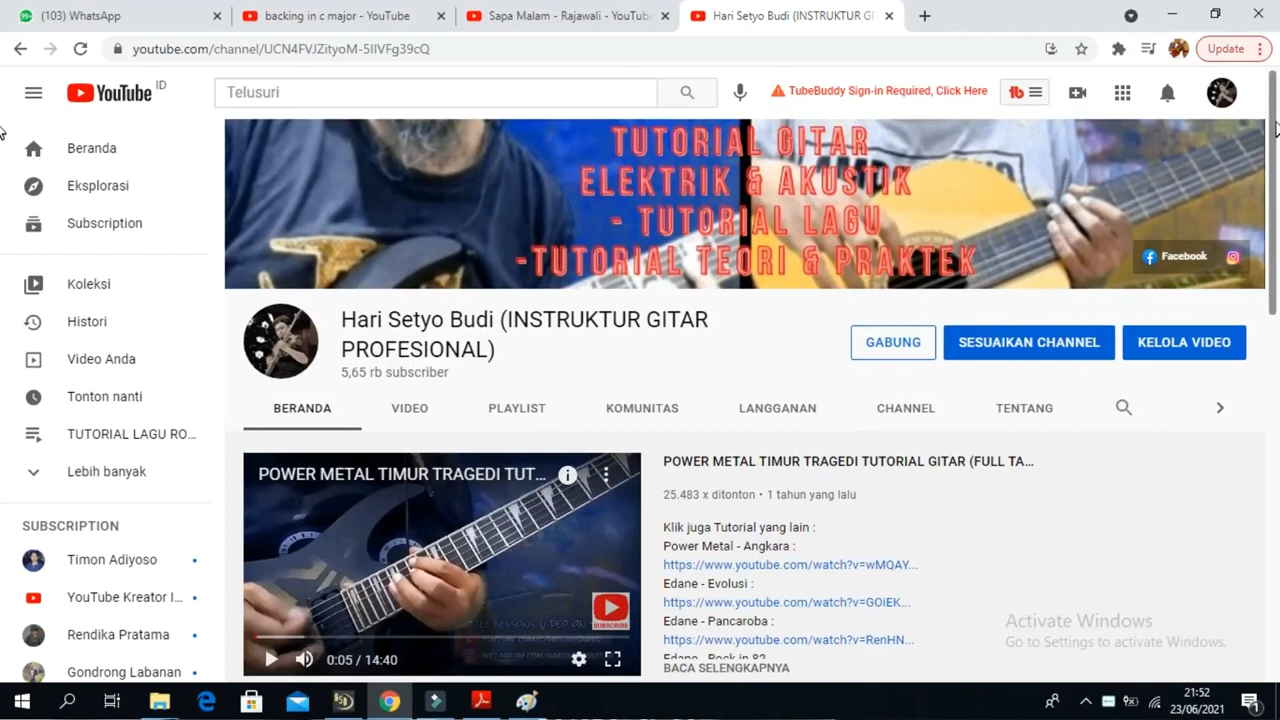 (103) WhatsApp
backing in c major - YouTube
Sapa Malam - Rajawali - YouTube
Hari Setyo Budi (INSTRUKTUR GIT
youtube.com/channel/UCN4FVJZityoM-5IIVFg39cQ
Update
YouTube ID
Telusuri
TubeBuddy Sign-in Required, Click Here
tb
Beranda
Eksplorasi
Subscription
Koleksi
Histori
Video Anda
Tonton nanti
TUTORIAL LAGU RO...
Lebih banyak
SUBSCRIPTION
Timon Adiyoso
YouTube Kreator I...
Rendika Pratama
Gondrong Labanan
TUTORIAL GITAR
ELEKTRIK & AKUSTIK
- TUTORIAL LAGU
-TUTORIAL TEORI & PRAKTEK
Facebook
Hari Setyo Budi (INSTRUKTUR GITAR
PROFESIONAL)
5,65 rb subscriber
GABUNG
SESUAIKAN CHANNEL
KELOLA VIDEO
BERANDA
VIDEO
PLAYLIST
KOMUNITAS
LANGGANAN
CHANNEL
TENTANG
POWER METAL TIMUR TRAGEDI TUT...
SUBSCRIBE
0:05 / 14:40
POWER METAL TIMUR TRAGEDI TUTORIAL GITAR (FULL TA...
25.483 x ditonton • 1 tahun yang lalu
Klik juga Tutorial yang lain :
Power Metal - Angkara :
https://www.youtube.com/watch?v=wMQAY...
Edane - Evolusi :
https://www.youtube.com/watch?v=GOiEK...
Edane - Pancaroba :
https://www.youtube.com/watch?v=RenHN...
Edane - Rock in 82
BACA SELENGKAPNYA
Activate Windows
Go to Settings to activate Windows.
21:52
23/06/2021